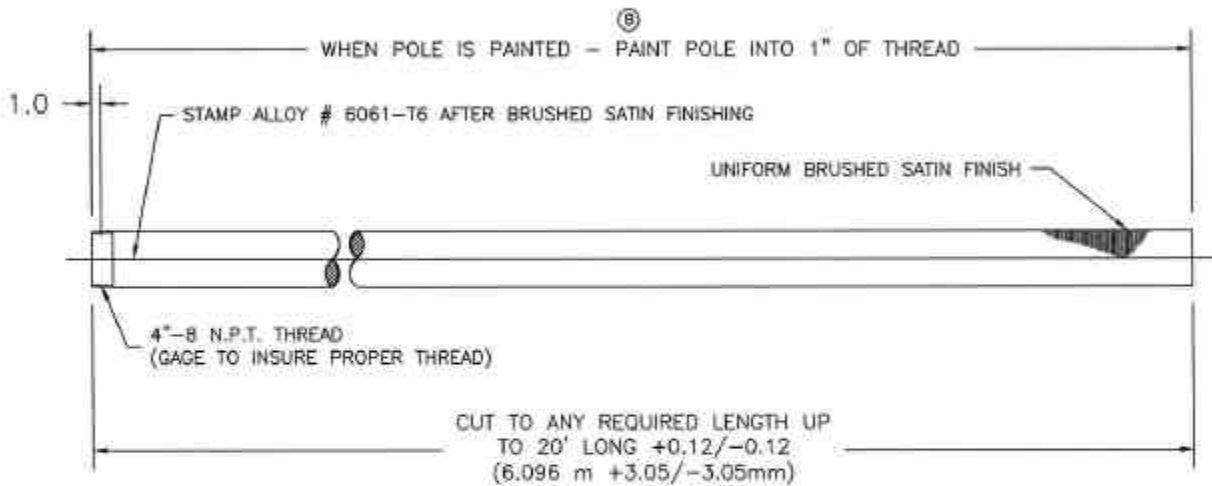 Ⓑ
WHEN POLE IS PAINTED – PAINT POLE INTO 1" OF THREAD
1.0
STAMP ALLOY # 6061–T6 AFTER BRUSHED SATIN FINISHING
UNIFORM BRUSHED SATIN FINISH
4"–8 N.P.T. THREAD
(GAGE TO INSURE PROPER THREAD)
CUT TO ANY REQUIRED LENGTH UP
TO 20' LONG +0.12/–0.12
(6.096 m +3.05/–3.05mm)